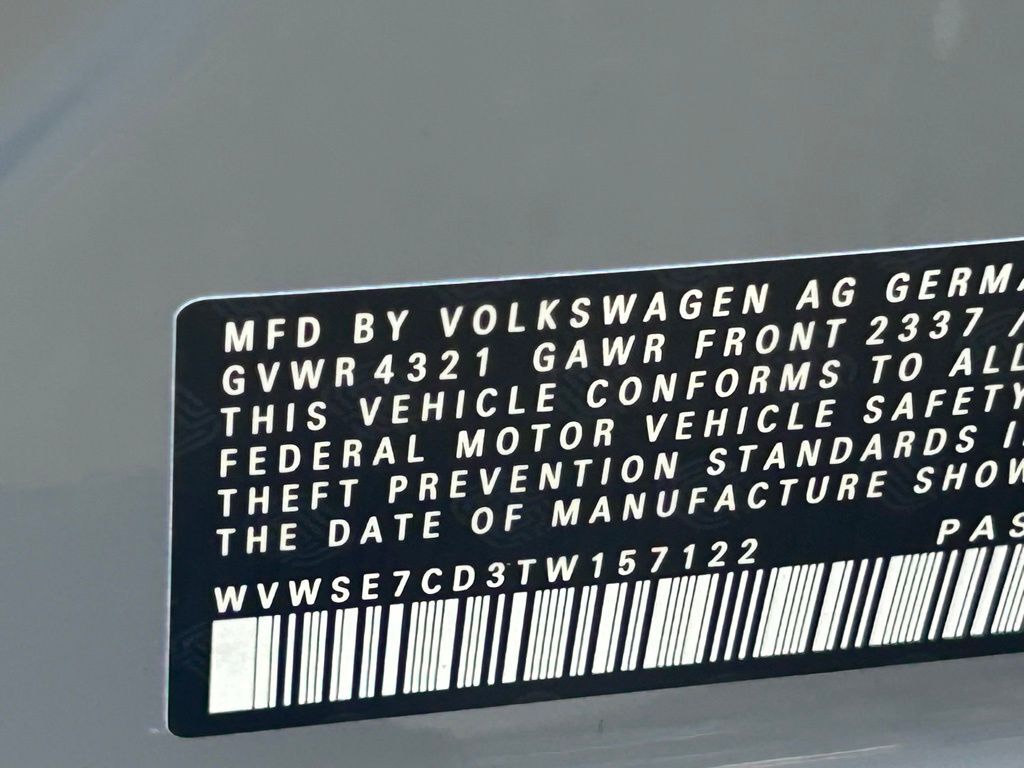 MFD BY VOLKSWAGEN AG GERMA
GVWR 4321 GAWR FRONT 2337 /
THIS VEHICLE CONFORMS TO ALL
FEDERAL MOTOR VEHICLE SAFETY
THEFT PREVENTION STANDARDS I
THE DATE OF MANUFACTURE SHOW
WVWSE7CD3TW157122 PAS